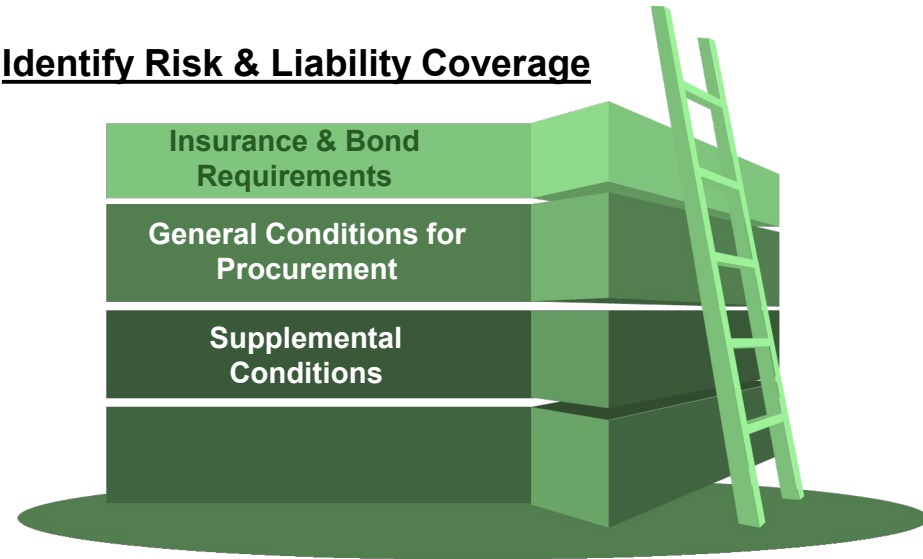 Identify Risk & Liability Coverage
Insurance & Bond
Requirements
General Conditions for
Procurement
Supplemental
Conditions